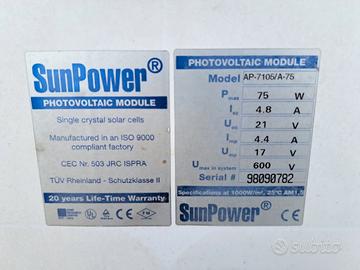 SunPower®
PHOTOVOLTAIC MODULE
Single crystal solar cells
Manufactured in an ISO 9000
compliant factory
CEC Nr. 503 JRC ISPRA
TÜV Rheinland - Schutzklasse II
20 years Life-Time Warranty
CE
PHOTOVOLTAIC MODULE
Model AP-7105/A-75
Pmax 75 W
Isc 4.8 A
Uoc 21 V
Imp 4.4 A
Ump 17 V
Umax in system 600 V
Serial # 98090782
Specifications at 1000W/m², 25°C AM1,5
SunPower®
subito